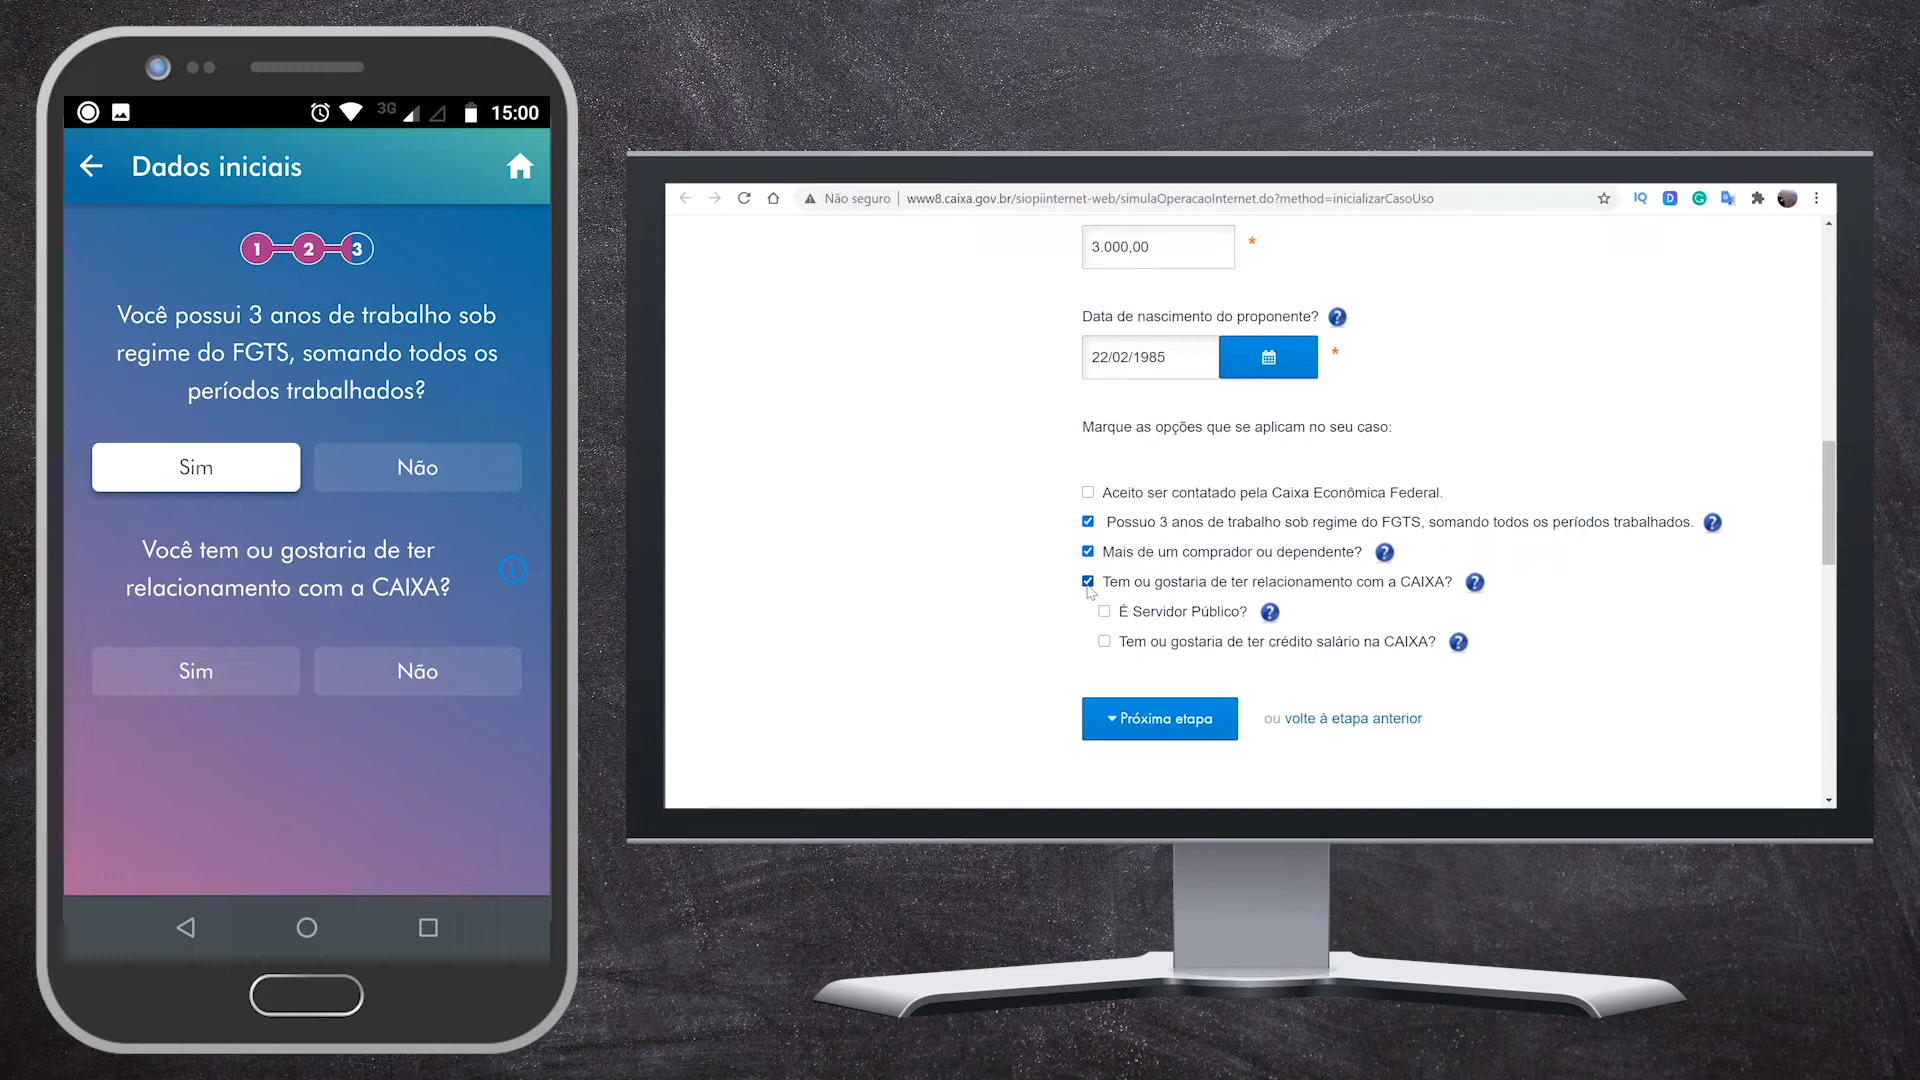 3G
15:00
Dados iniciais
1
2
3
Você possui 3 anos de trabalho sob
regime do FGTS, somando todos os
períodos trabalhados?
Sim
Não
Você tem ou gostaria de ter
relacionamento com a CAIXA?
Sim
Não
Não seguro
www8.caixa.gov.br/siopiinternet-web/simulaOperacaoInternet.do?method=inicializarCasoUso
IQ
D
G
3.000,00
*
Data de nascimento do proponente? ?
22/02/1985
*
Marque as opções que se aplicam no seu caso:
Aceito ser contatado pela Caixa Econômica Federal.
Possuo 3 anos de trabalho sob regime do FGTS, somando todos os períodos trabalhados. ?
Mais de um comprador ou dependente? ?
Tem ou gostaria de ter relacionamento com a CAIXA? ?
É Servidor Público? ?
Tem ou gostaria de ter crédito salário na CAIXA? ?
Próxima etapa
ou volte à etapa anterior